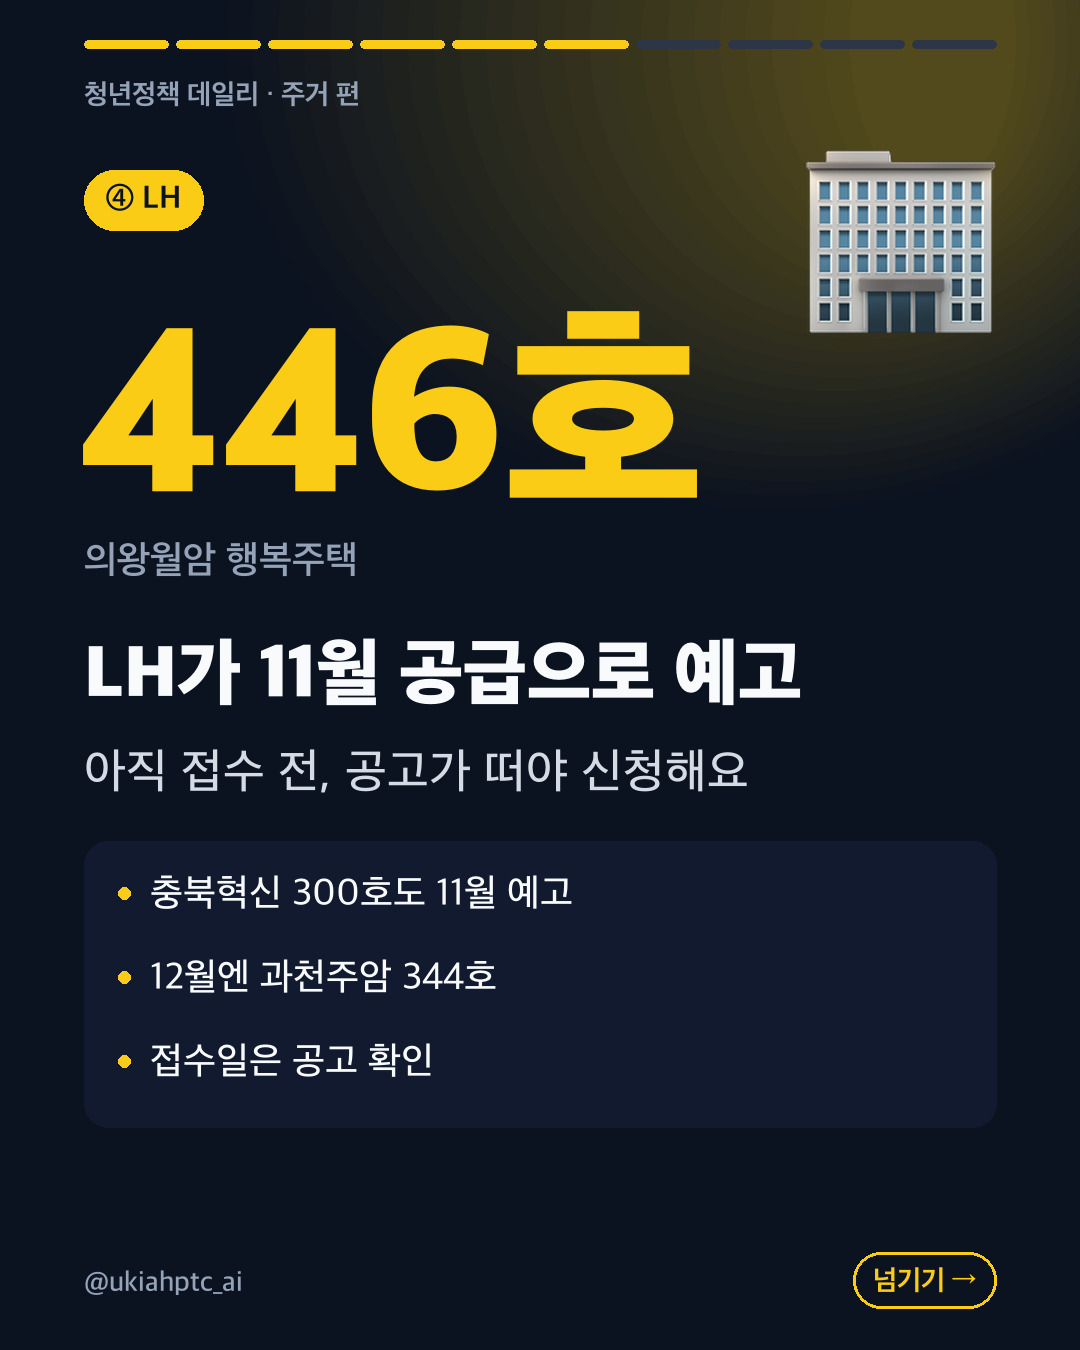 청년정책 데일리 · 주거 편
④ LH
446호
의왕월암 행복주택
LH가 11월 공급으로 예고
아직 접수 전, 공고가 떠야 신청해요
• 충북혁신 300호도 11월 예고
• 12월엔 과천주암 344호
• 접수일은 공고 확인
@ukiahptc_ai
넘기기 →